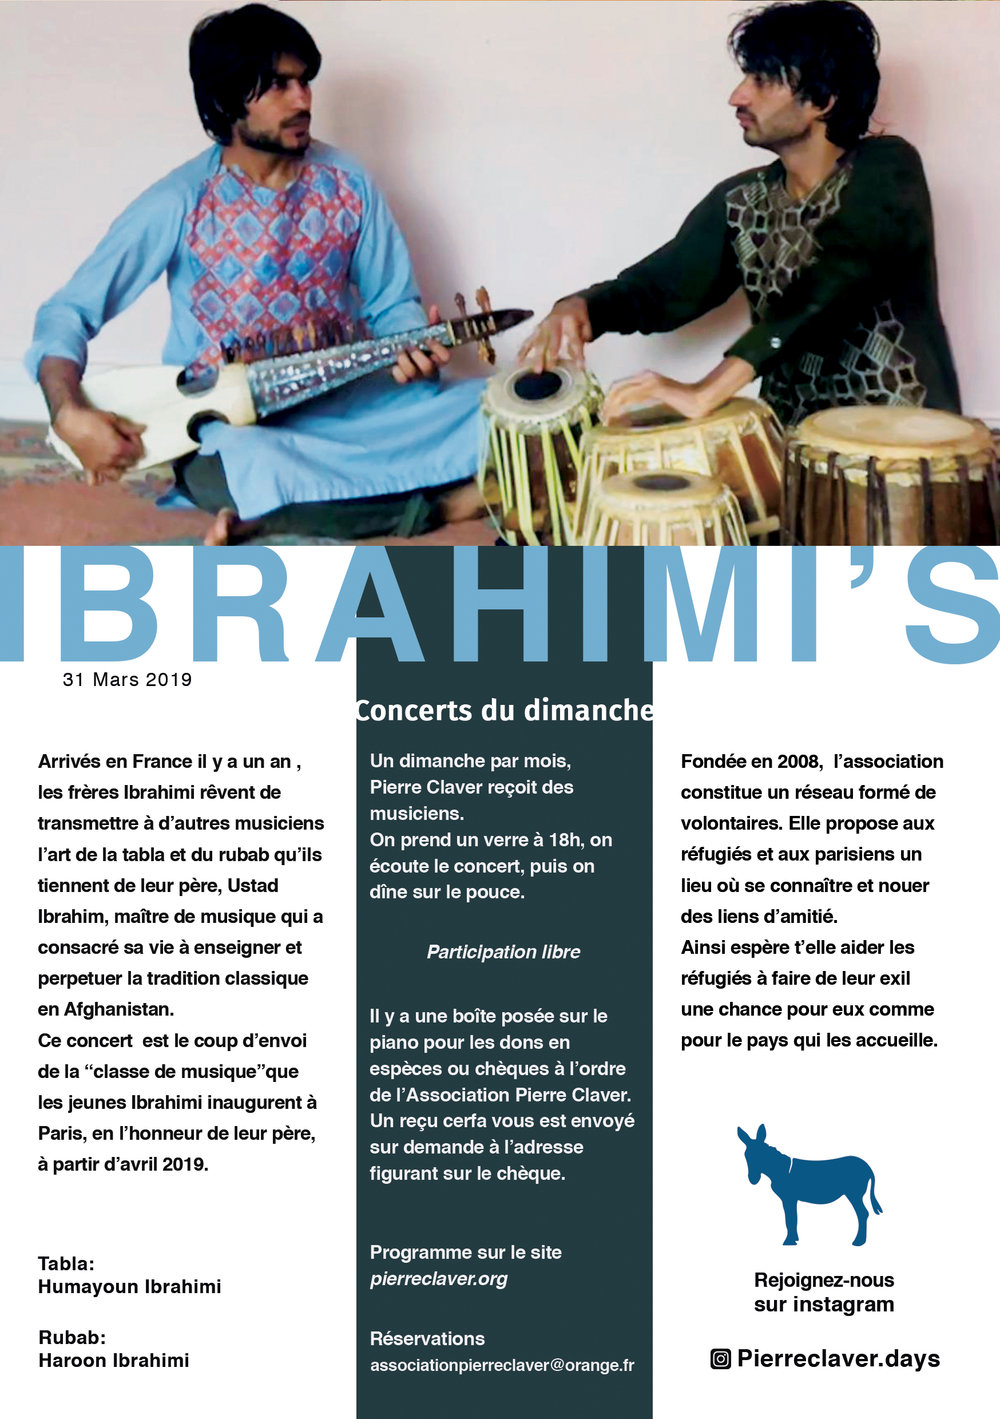 IBRAHIMI’S
31 Mars 2019
Arrivés en France il y a un an ,
les frères Ibrahimi rêvent de
transmettre à d’autres musiciens
l’art de la tabla et du rubab qu’ils
tiennent de leur père, Ustad
Ibrahim, maître de musique qui a
consacré sa vie à enseigner et
perpetuer la tradition classique
en Afghanistan.
Ce concert est le coup d’envoi
de la “classe de musique”que
les jeunes Ibrahimi inaugurent à
Paris, en l’honneur de leur père,
à partir d’avril 2019.
Tabla:
Humayoun Ibrahimi
Rubab:
Haroon Ibrahimi
Concerts du dimanche
Un dimanche par mois,
Pierre Claver reçoit des
musiciens.
On prend un verre à 18h, on
écoute le concert, puis on
dîne sur le pouce.
Participation libre
Il y a une boîte posée sur le
piano pour les dons en
espèces ou chèques à l’ordre
de l’Association Pierre Claver.
Un reçu cerfa vous est envoyé
sur demande à l’adresse
figurant sur le chèque.
Programme sur le site
pierreclaver.org
Réservations
associationpierreclaver@orange.fr
Fondée en 2008, l’association
constitue un réseau formé de
volontaires. Elle propose aux
réfugiés et aux parisiens un
lieu où se connaître et nouer
des liens d’amitié.
Ainsi espère t’elle aider les
réfugiés à faire de leur exil
une chance pour eux comme
pour le pays qui les accueille.
Rejoignez-nous
sur instagram
Pierreclaver.days